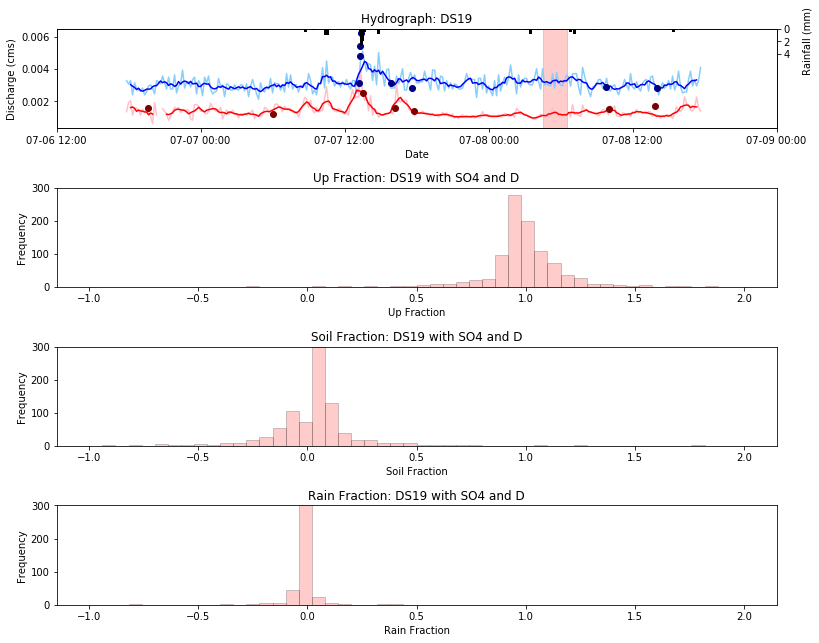 Hydrograph: DS19
0.006
0.004
0.002
Discharge (cms)
0
2
4
Rainfall (mm)
07-06 12:00 07-07 00:00 07-07 12:00 07-08 00:00 07-08 12:00 07-09 00:00
Date
Up Fraction: DS19 with SO4 and D
300
200
100
0
Frequency
−1.0 −0.5 0.0 0.5 1.0 1.5 2.0
Up Fraction
Soil Fraction: DS19 with SO4 and D
300
200
100
0
Frequency
−1.0 −0.5 0.0 0.5 1.0 1.5 2.0
Soil Fraction
Rain Fraction: DS19 with SO4 and D
300
200
100
0
Frequency
−1.0 −0.5 0.0 0.5 1.0 1.5 2.0
Rain Fraction